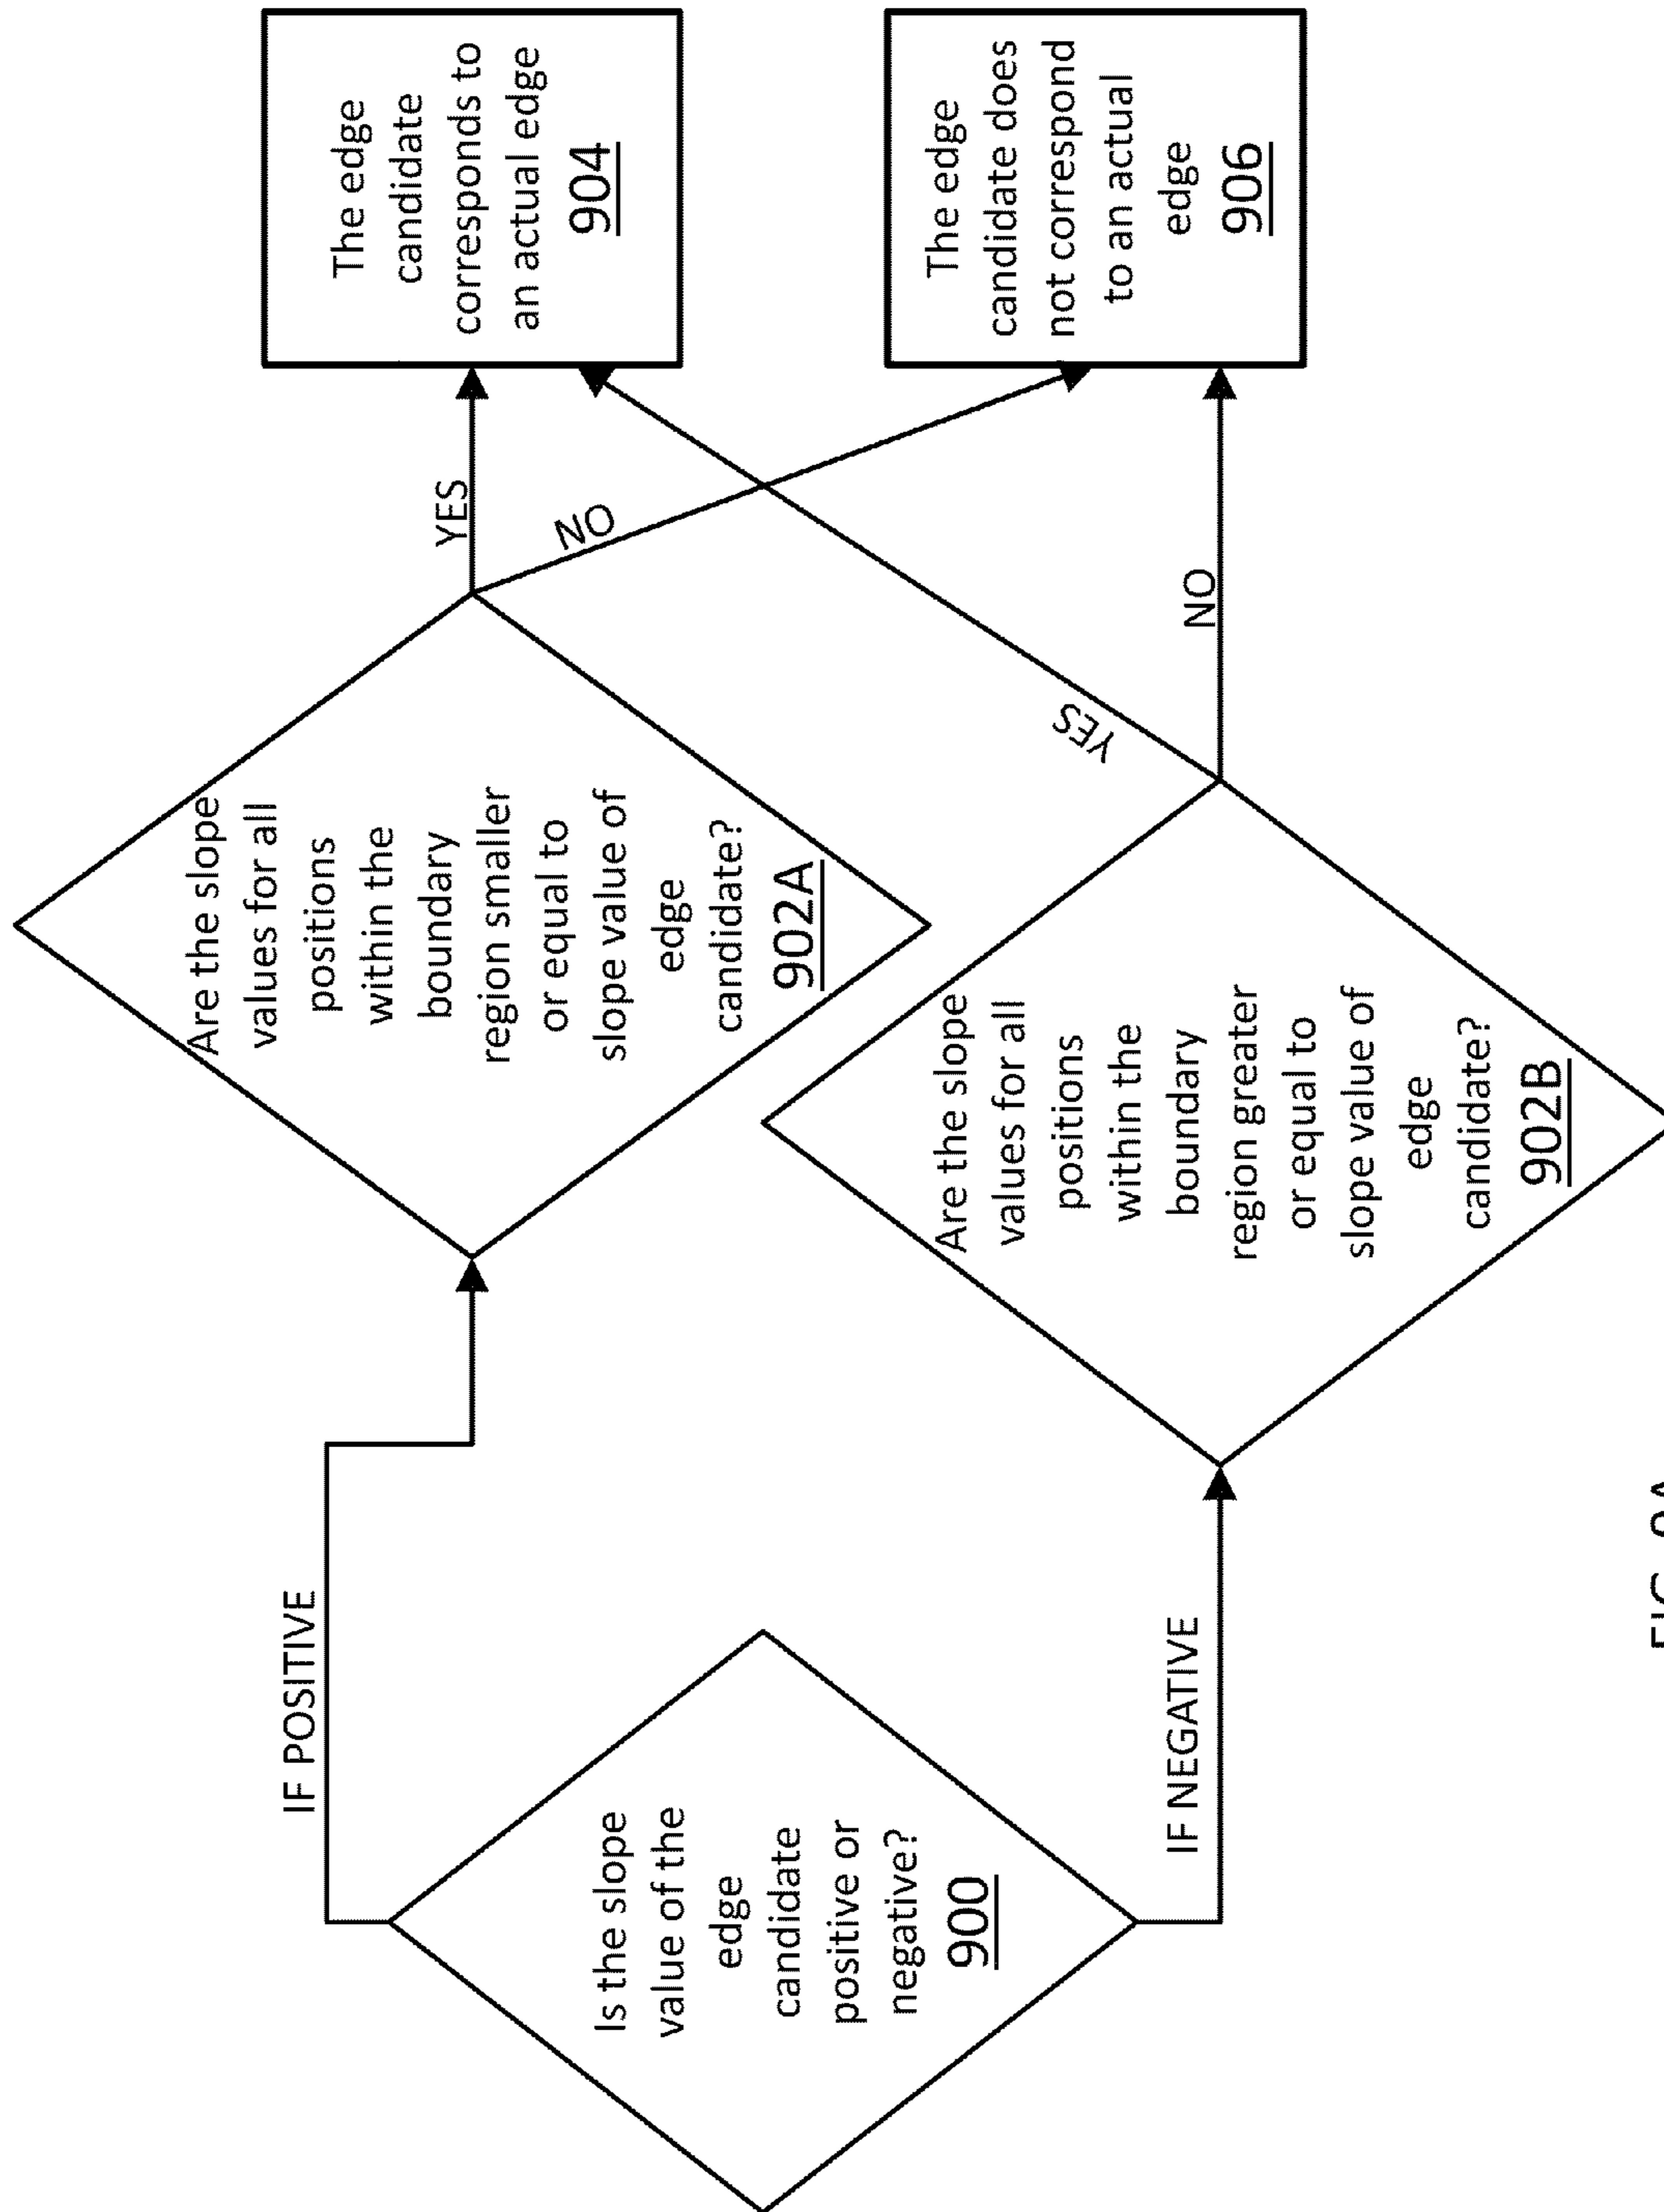 Is the slope
value of the
edge
candidate
positive or
negative?
900
IF POSITIVE
IF NEGATIVE
Are the slope
values for all
positions
within the
boundary
region smaller
or equal to
slope value of
edge
candidate?
902A
Are the slope
values for all
positions
within the
boundary
region greater
or equal to
slope value of
edge
candidate?
902B
YES
NO
YES
NO
The edge
candidate
corresponds to
an actual edge
904
The edge
candidate does
not correspond
to an actual
edge
906
FIG. 9A